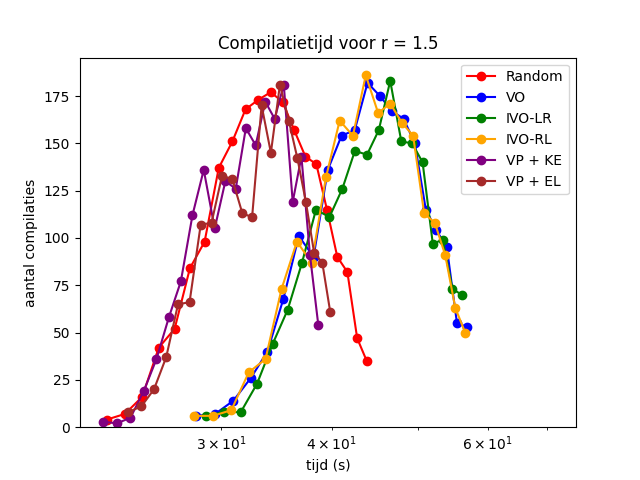 Compilatietijd voor r = 1.5
Random
VO
IVO-LR
IVO-RL
VP + KE
VP + EL
aantal compilaties
175
150
125
100
75
50
25
0
3 × 10¹
4 × 10¹
6 × 10¹
tijd (s)